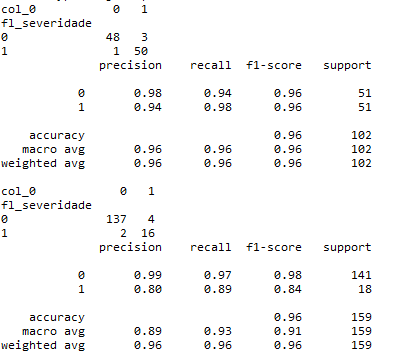 col_0 0 1
fl_severidade
0 48 3
1 1 50
precision recall f1-score support
0 0.98 0.94 0.96 51
1 0.94 0.98 0.96 51
accuracy 0.96 102
macro avg 0.96 0.96 0.96 102
weighted avg 0.96 0.96 0.96 102
col_0 0 1
fl_severidade
0 137 4
1 2 16
precision recall f1-score support
0 0.99 0.97 0.98 141
1 0.80 0.89 0.84 18
accuracy 0.96 159
macro avg 0.89 0.93 0.91 159
weighted avg 0.96 0.96 0.96 159